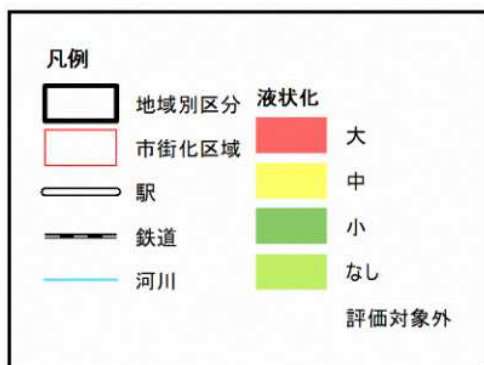 凡例
地域別区分
市街化区域
駅
鉄道
河川
液状化
大
中
小
なし
評価対象外